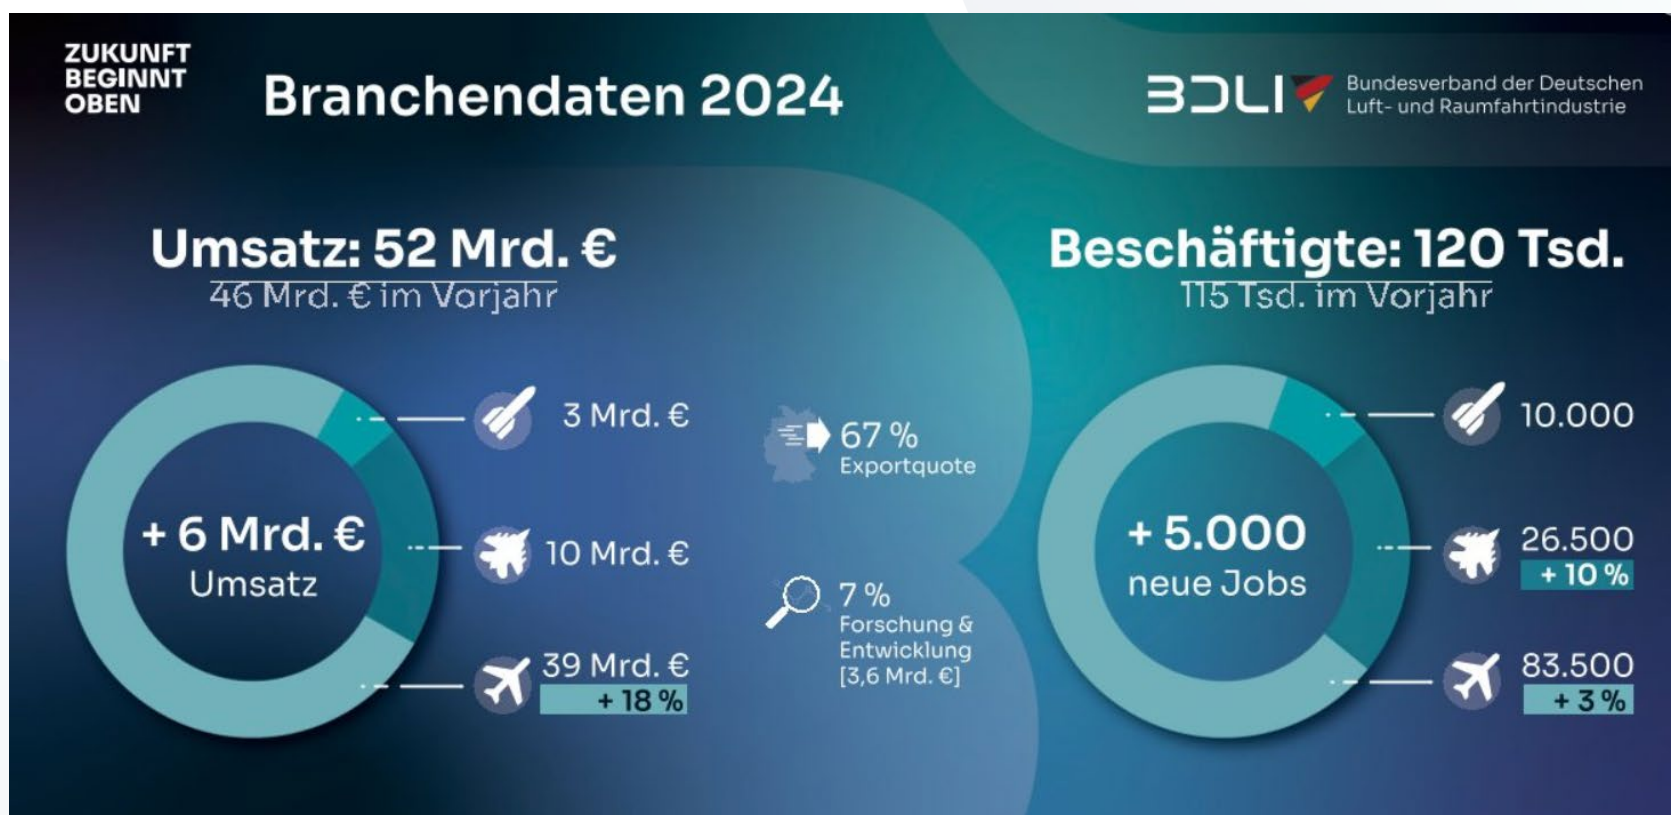 ZUKUNFT
BEGINNT
OBEN
Branchendaten 2024
BDLI
Bundesverband der Deutschen
Luft- und Raumfahrtindustrie
Umsatz: 52 Mrd. €
46 Mrd. € im Vorjahr
+ 6 Mrd. €
Umsatz
3 Mrd. €
10 Mrd. €
39 Mrd. €
+ 18 %
67 %
Exportquote
7 %
Forschung &
Entwicklung
[3,6 Mrd. €]
Beschäftigte: 120 Tsd.
115 Tsd. im Vorjahr
+ 5.000
neue Jobs
10.000
26.500
+ 10 %
83.500
+ 3 %